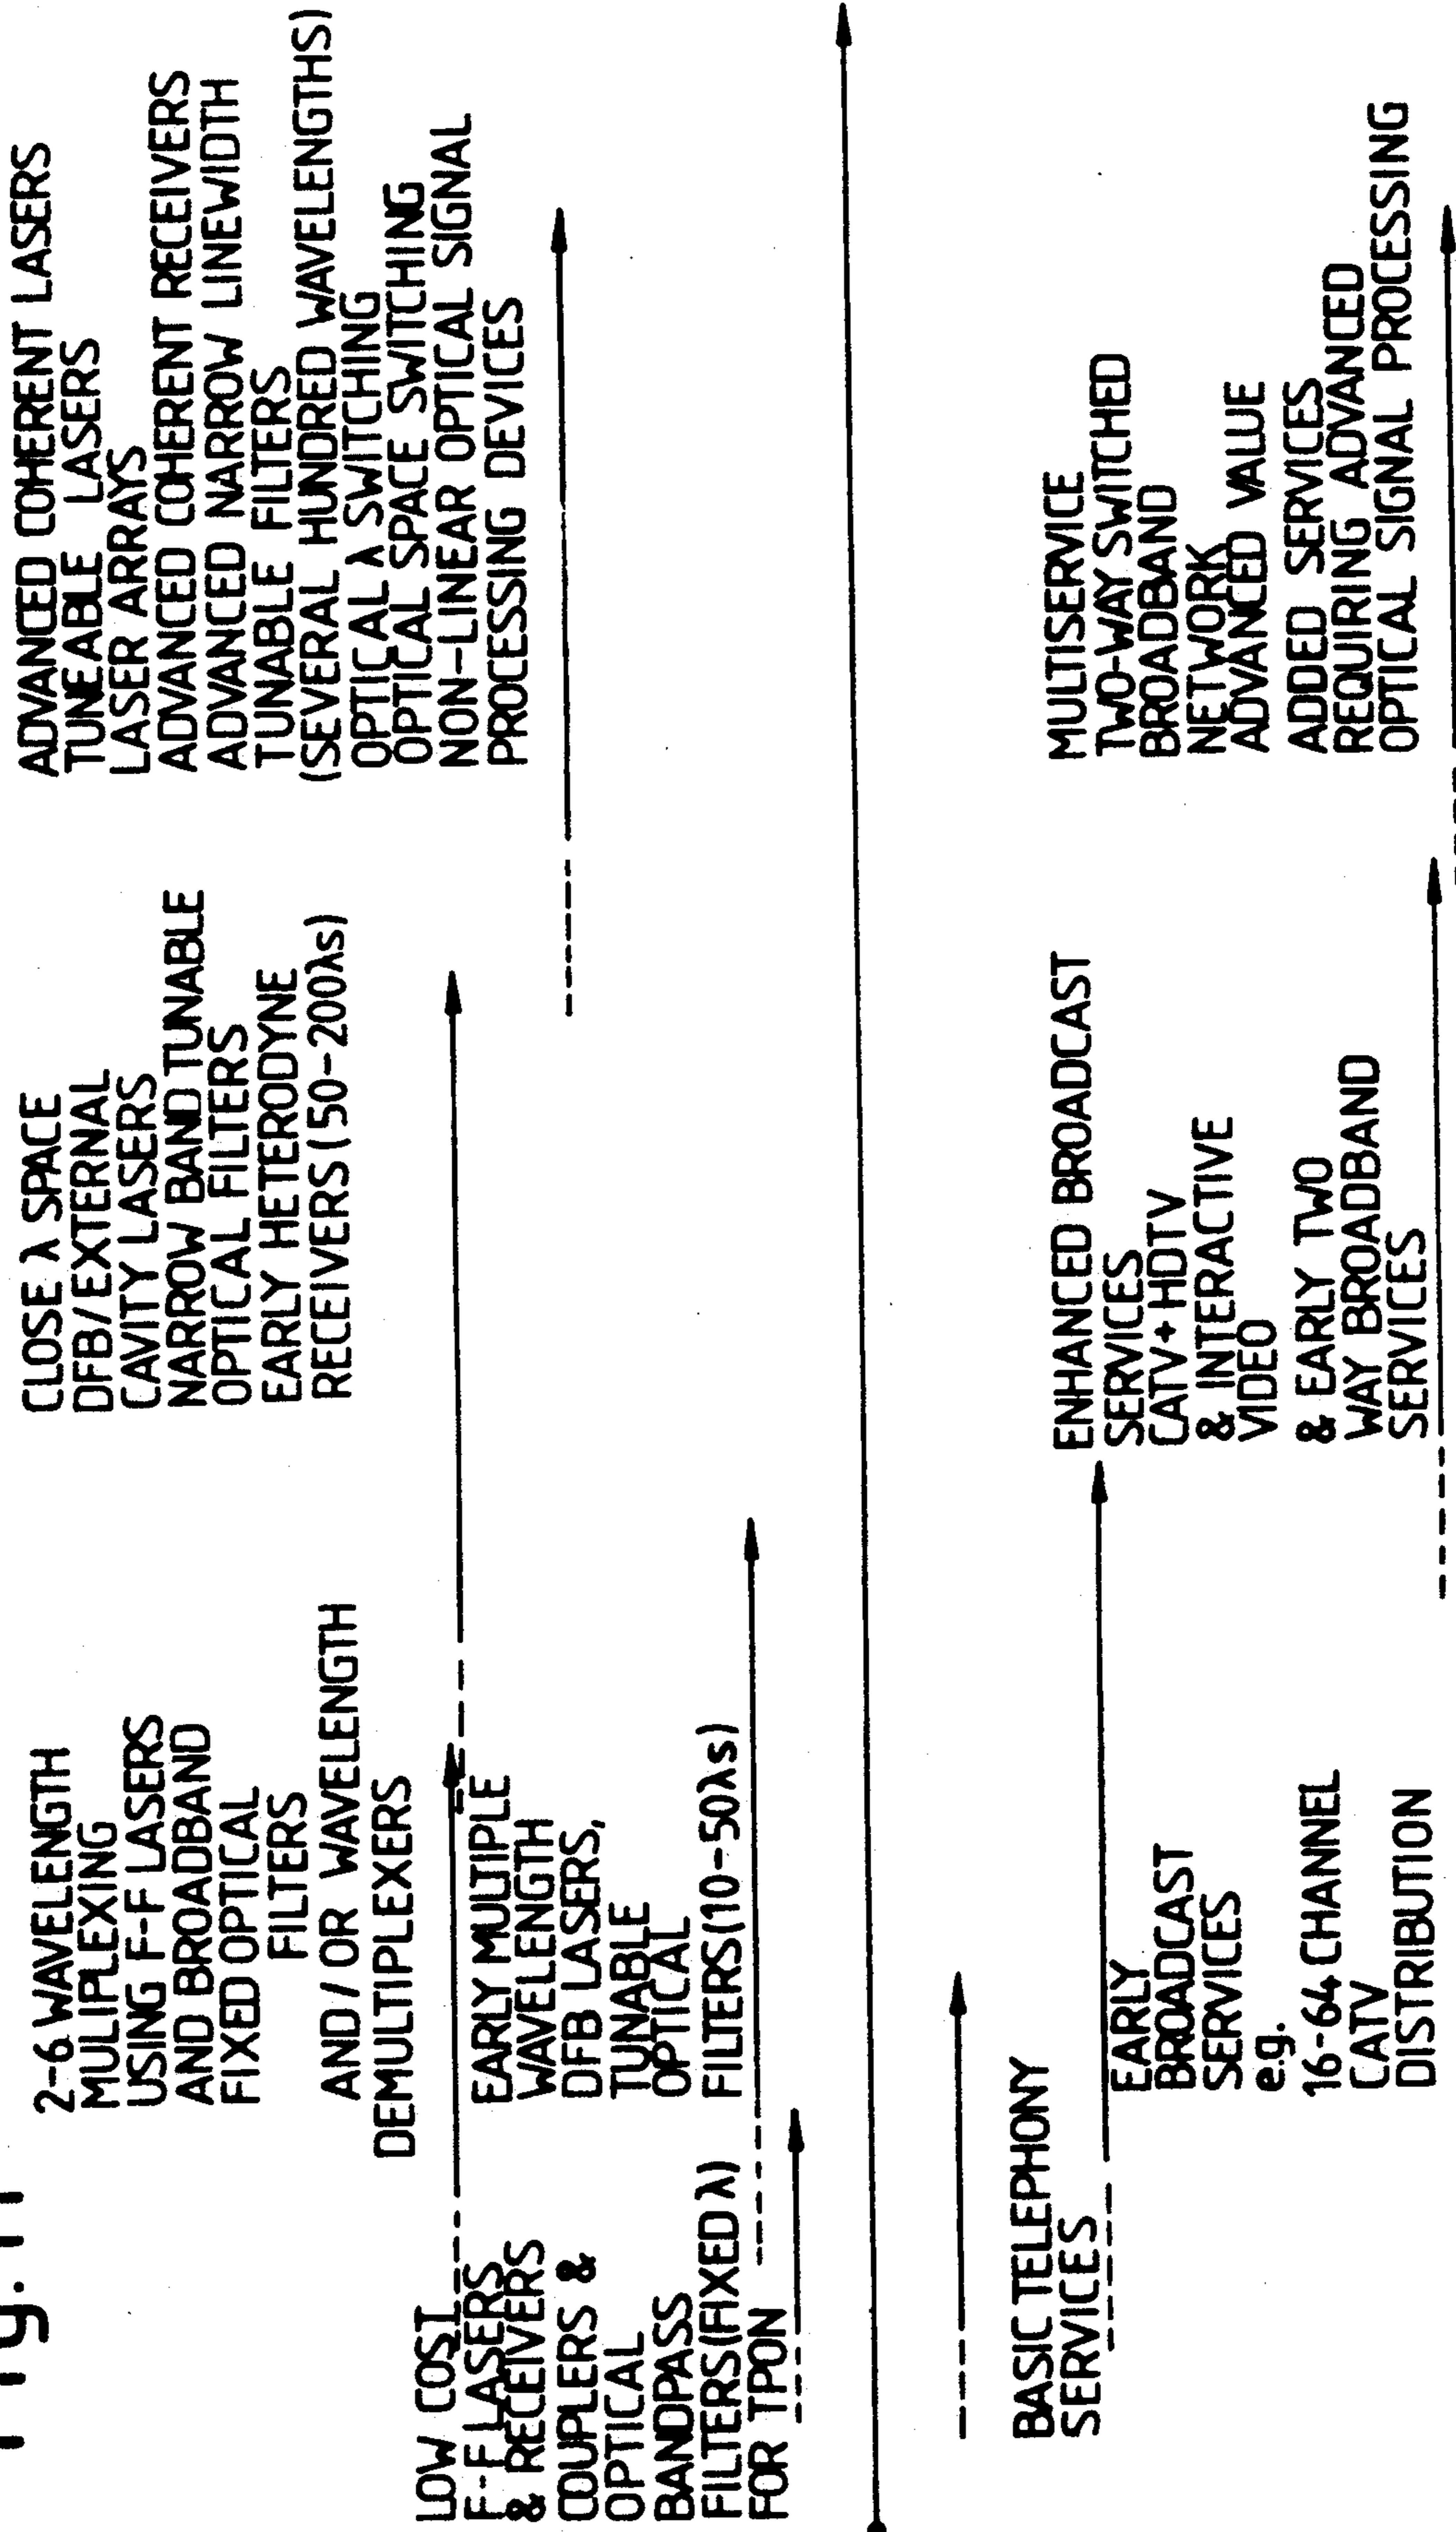 Fig. 11
2-6 WAVELENGTH
MULIPLEXING
USING F-F LASERS
AND BROADBAND
FIXED OPTICAL
FILTERS
AND / OR WAVELENGTH
DEMULTIPLEXERS
CLOSE λ SPACE
DFB/EXTERNAL
CAVITY LASERS
NARROW BAND TUNABLE
OPTICAL FILTERS
EARLY HETERODYNE
RECEIVERS (50-200λs)
ADVANCED COHERENT LASERS
TUNEABLE LASERS
LASER ARRAYS
ADVANCED COHERENT RECEIVERS
ADVANCED NARROW LINEWIDTH
TUNABLE FILTERS
(SEVERAL HUNDRED WAVELENGTHS)
OPTICAL λ SWITCHING
OPTICAL SPACE SWITCHING
NON-LINEAR OPTICAL SIGNAL
PROCESSING DEVICES
LOW COST
F-F LASERS
& RECEIVERS
COUPLERS &
OPTICAL
BANDPASS
FILTERS(FIXED λ)
FOR TPON
EARLY MULTIPLE
WAVELENGTH
DFB LASERS,
TUNABLE
OPTICAL
FILTERS(10-50λs)
BASIC TELEPHONY
SERVICES
EARLY
BROADCAST
SERVICES
e.g.
16-64 CHANNEL
CATV
DISTRIBUTION
ENHANCED BROADCAST
SERVICES
CATV+ HDTV
& INTERACTIVE
VIDEO
& EARLY TWO
WAY BROADBAND
SERVICES
MULTISERVICE
TWO-WAY SWITCHED
BROADBAND
NETWORK
ADVANCED VALUE
ADDED SERVICES
REQUIRING ADVANCED
OPTICAL SIGNAL PROCESSING